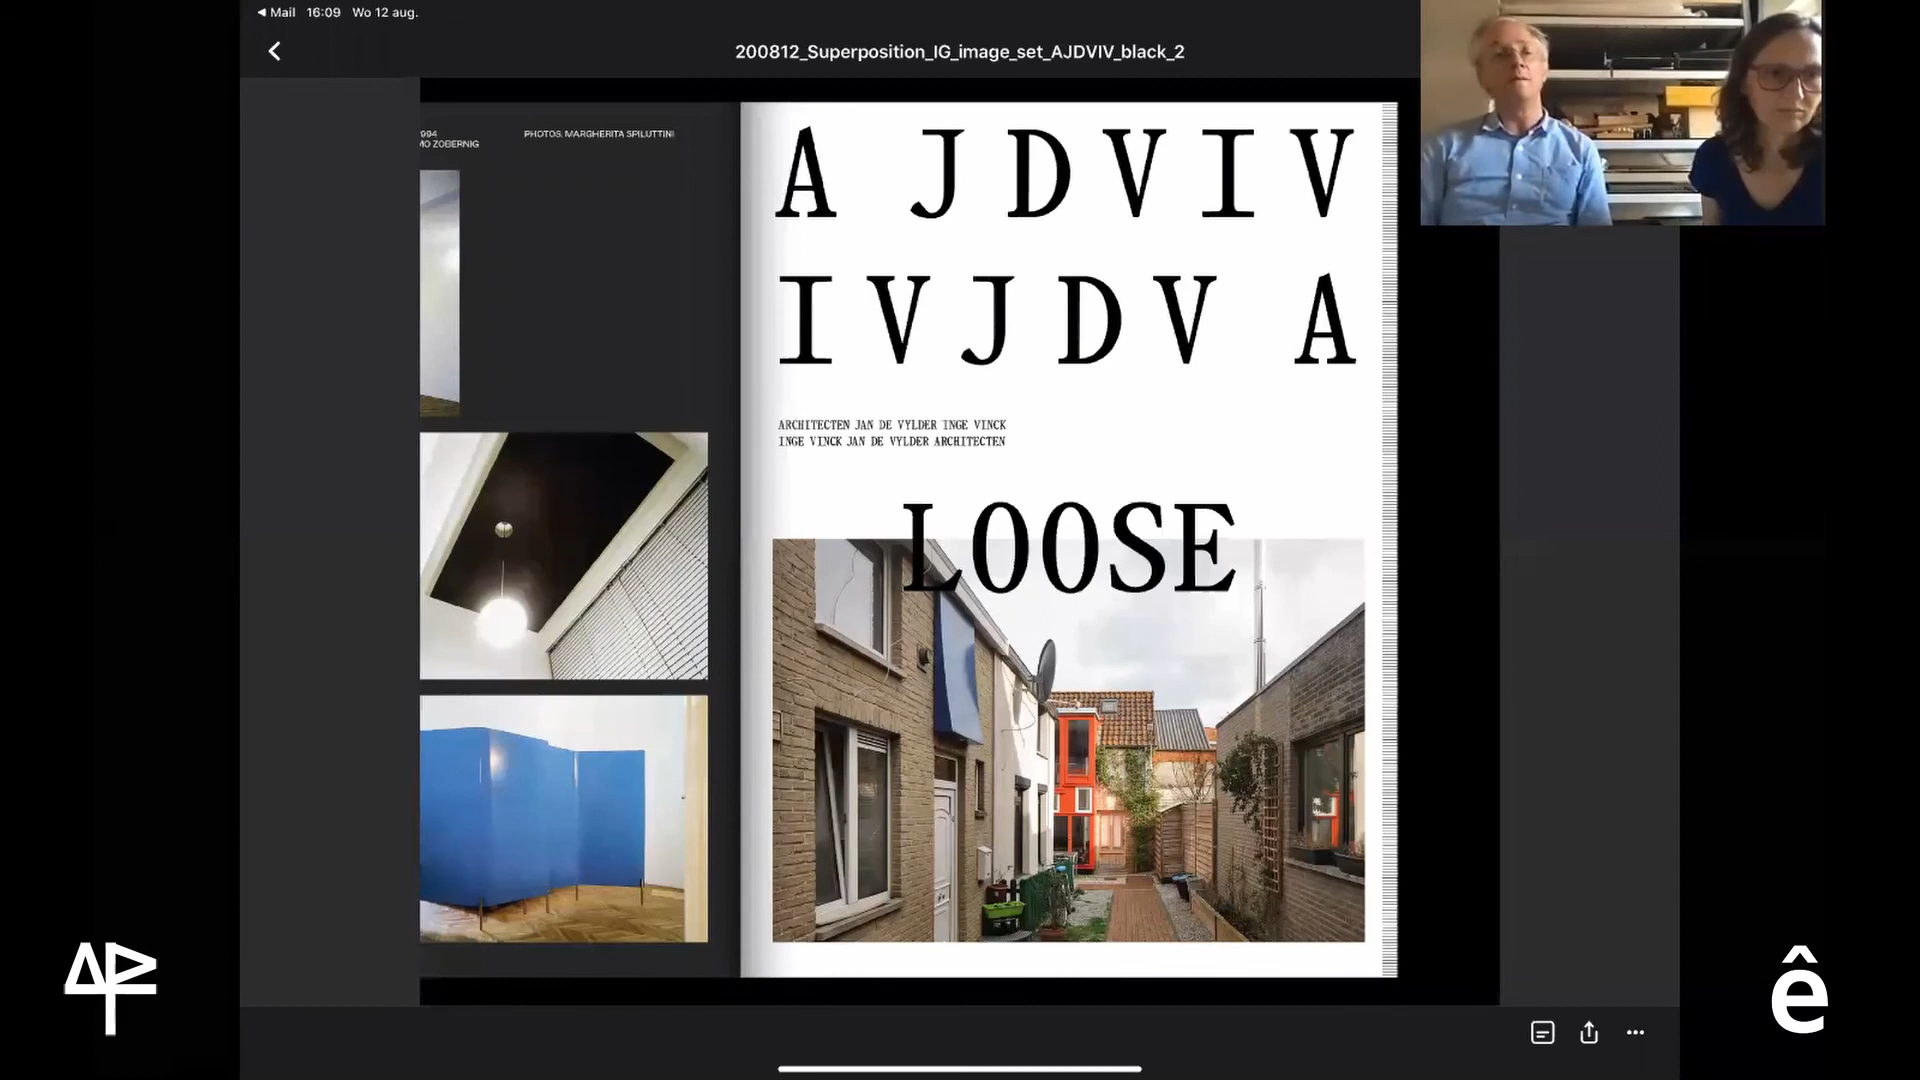 Mail 16:09 Wo 12 aug.
200812_Superposition_IG_image_set_AJDVIV_black_2
994
MO ZOBERNIG
PHOTOS: MARGHERITA SPILUTTINI
A JDVIV
IVJDV A
ARCHITECTEN JAN DE VYLDER INGE VINCK
INGE VINCK JAN DE VYLDER ARCHITECTEN
LOOSE
ê